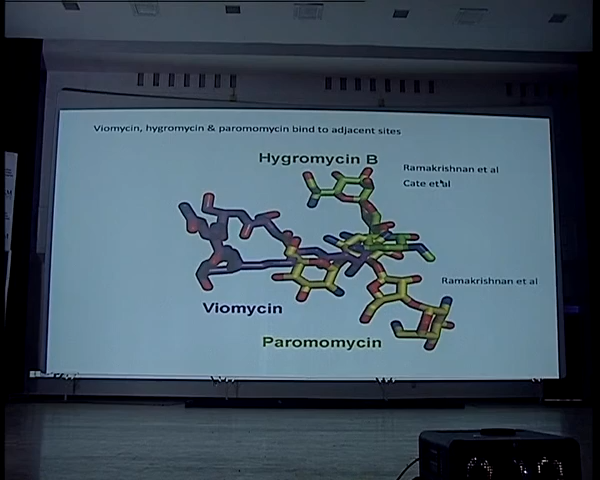 Viomycin, hygromycin & paromomycin bind to adjacent sites
Hygromycin B
Ramakrishnan et al
Cate et al
Ramakrishnan et al
Viomycin
Paromomycin